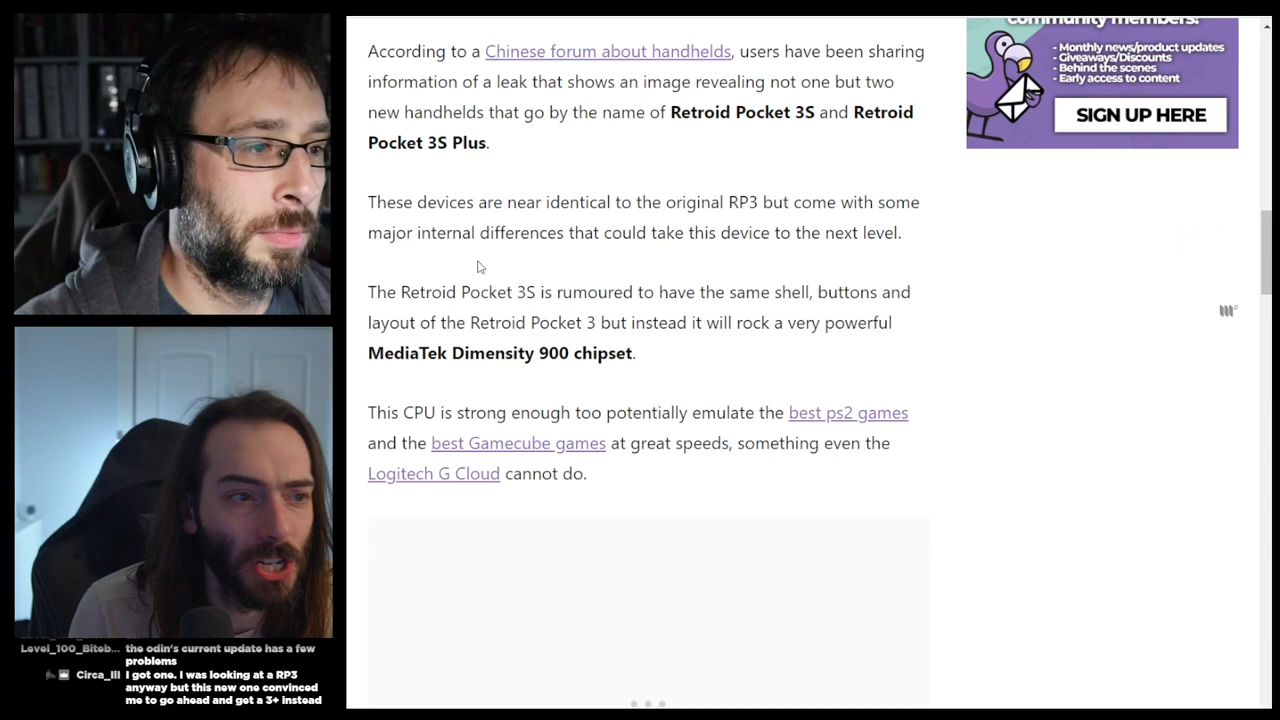 According to a Chinese forum about handhelds, users have been sharing
information of a leak that shows an image revealing not one but two
new handhelds that go by the name of Retroid Pocket 3S and Retroid
Pocket 3S Plus.
These devices are near identical to the original RP3 but come with some
major internal differences that could take this device to the next level.
The Retroid Pocket 3S is rumoured to have the same shell, buttons and
layout of the Retroid Pocket 3 but instead it will rock a very powerful
MediaTek Dimensity 900 chipset.
This CPU is strong enough too potentially emulate the best ps2 games
and the best Gamecube games at great speeds, something even the
Logitech G Cloud cannot do.
community members!
- Monthly news/product updates
- Giveaways/Discounts
- Behind the scenes
- Early access to content
SIGN UP HERE
Level_100_Biteb... the odin's current update has a few
problems
Circa_III I got one. I was looking at a RP3
anyway but this new one convinced
me to go ahead and get a 3+ instead